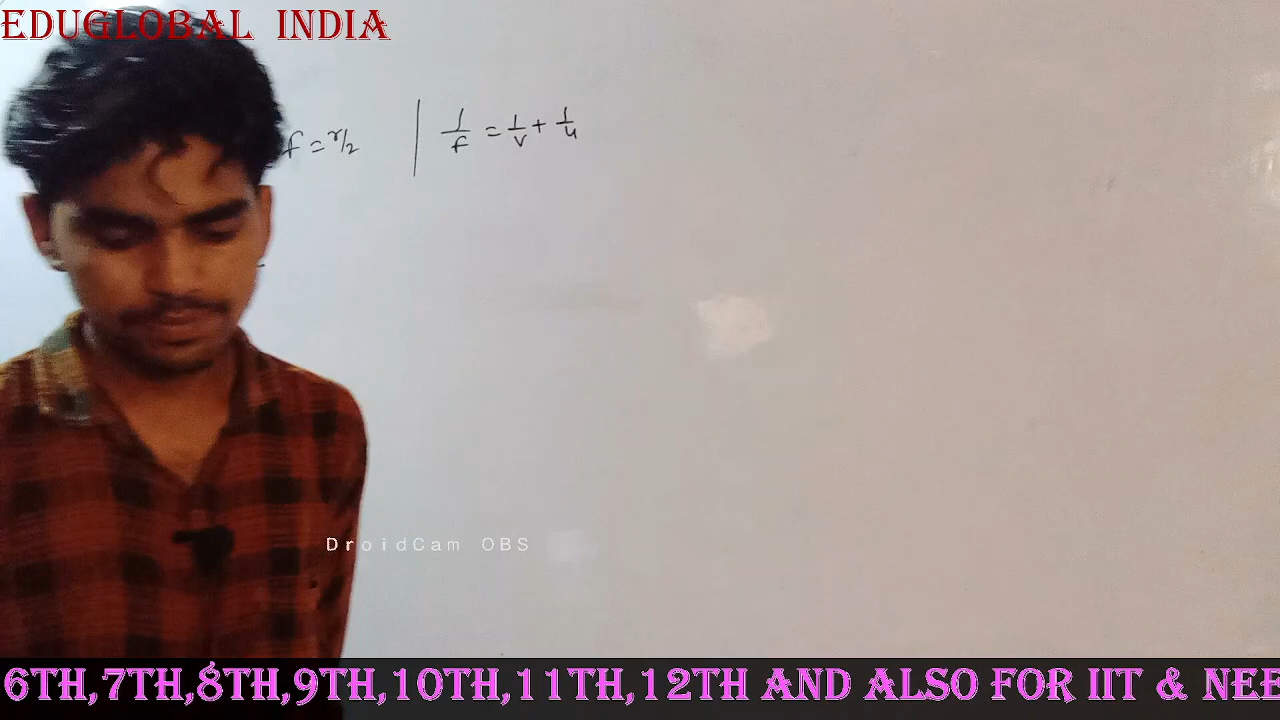 EDUGLOBAL INDIA
f = r/2 | 1/f = 1/v + 1/u
DroidCam OBS
6TH,7TH,8TH,9TH,10TH,11TH,12TH AND ALSO FOR IIT & NEE